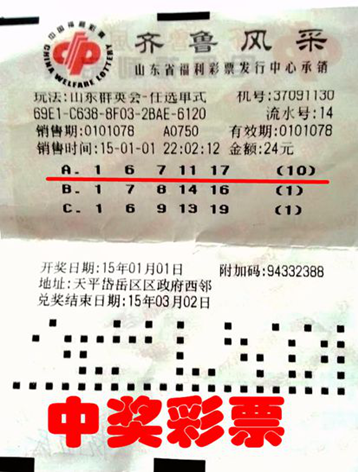 中国福利彩票
CHINA WELFARE LOTTERY
齐鲁风采
山东省福利彩票发行中心承销
玩法:山东群英会-任选单式 机号:37091130
69E1-C638-8F03-2BAE-6120 流水号:14
销售期:0101078 A0750 有效期:0101078
销售时间:15-01-01 22:02:12 金额:24元
A. 1 6 7 11 17 (10)
B. 1 7 8 14 16 (1)
C. 1 6 9 13 19 (1)
开奖日期:15年01月01日 附加码:94332388
地址:天平岱岳区区政府西邻
兑奖结束日期:15年03月02日
中奖彩票